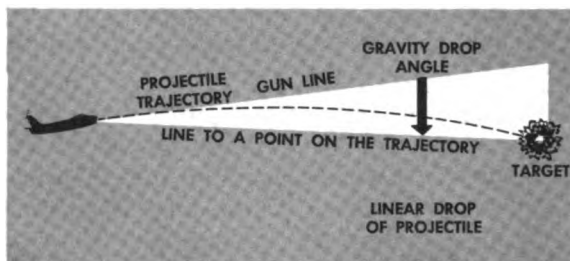 GRAVITY DROP
ANGLE
PROJECTILE
TRAJECTORY
GUN LINE
LINE TO A POINT ON THE TRAJECTORY
TARGET
LINEAR DROP
OF PROJECTILE